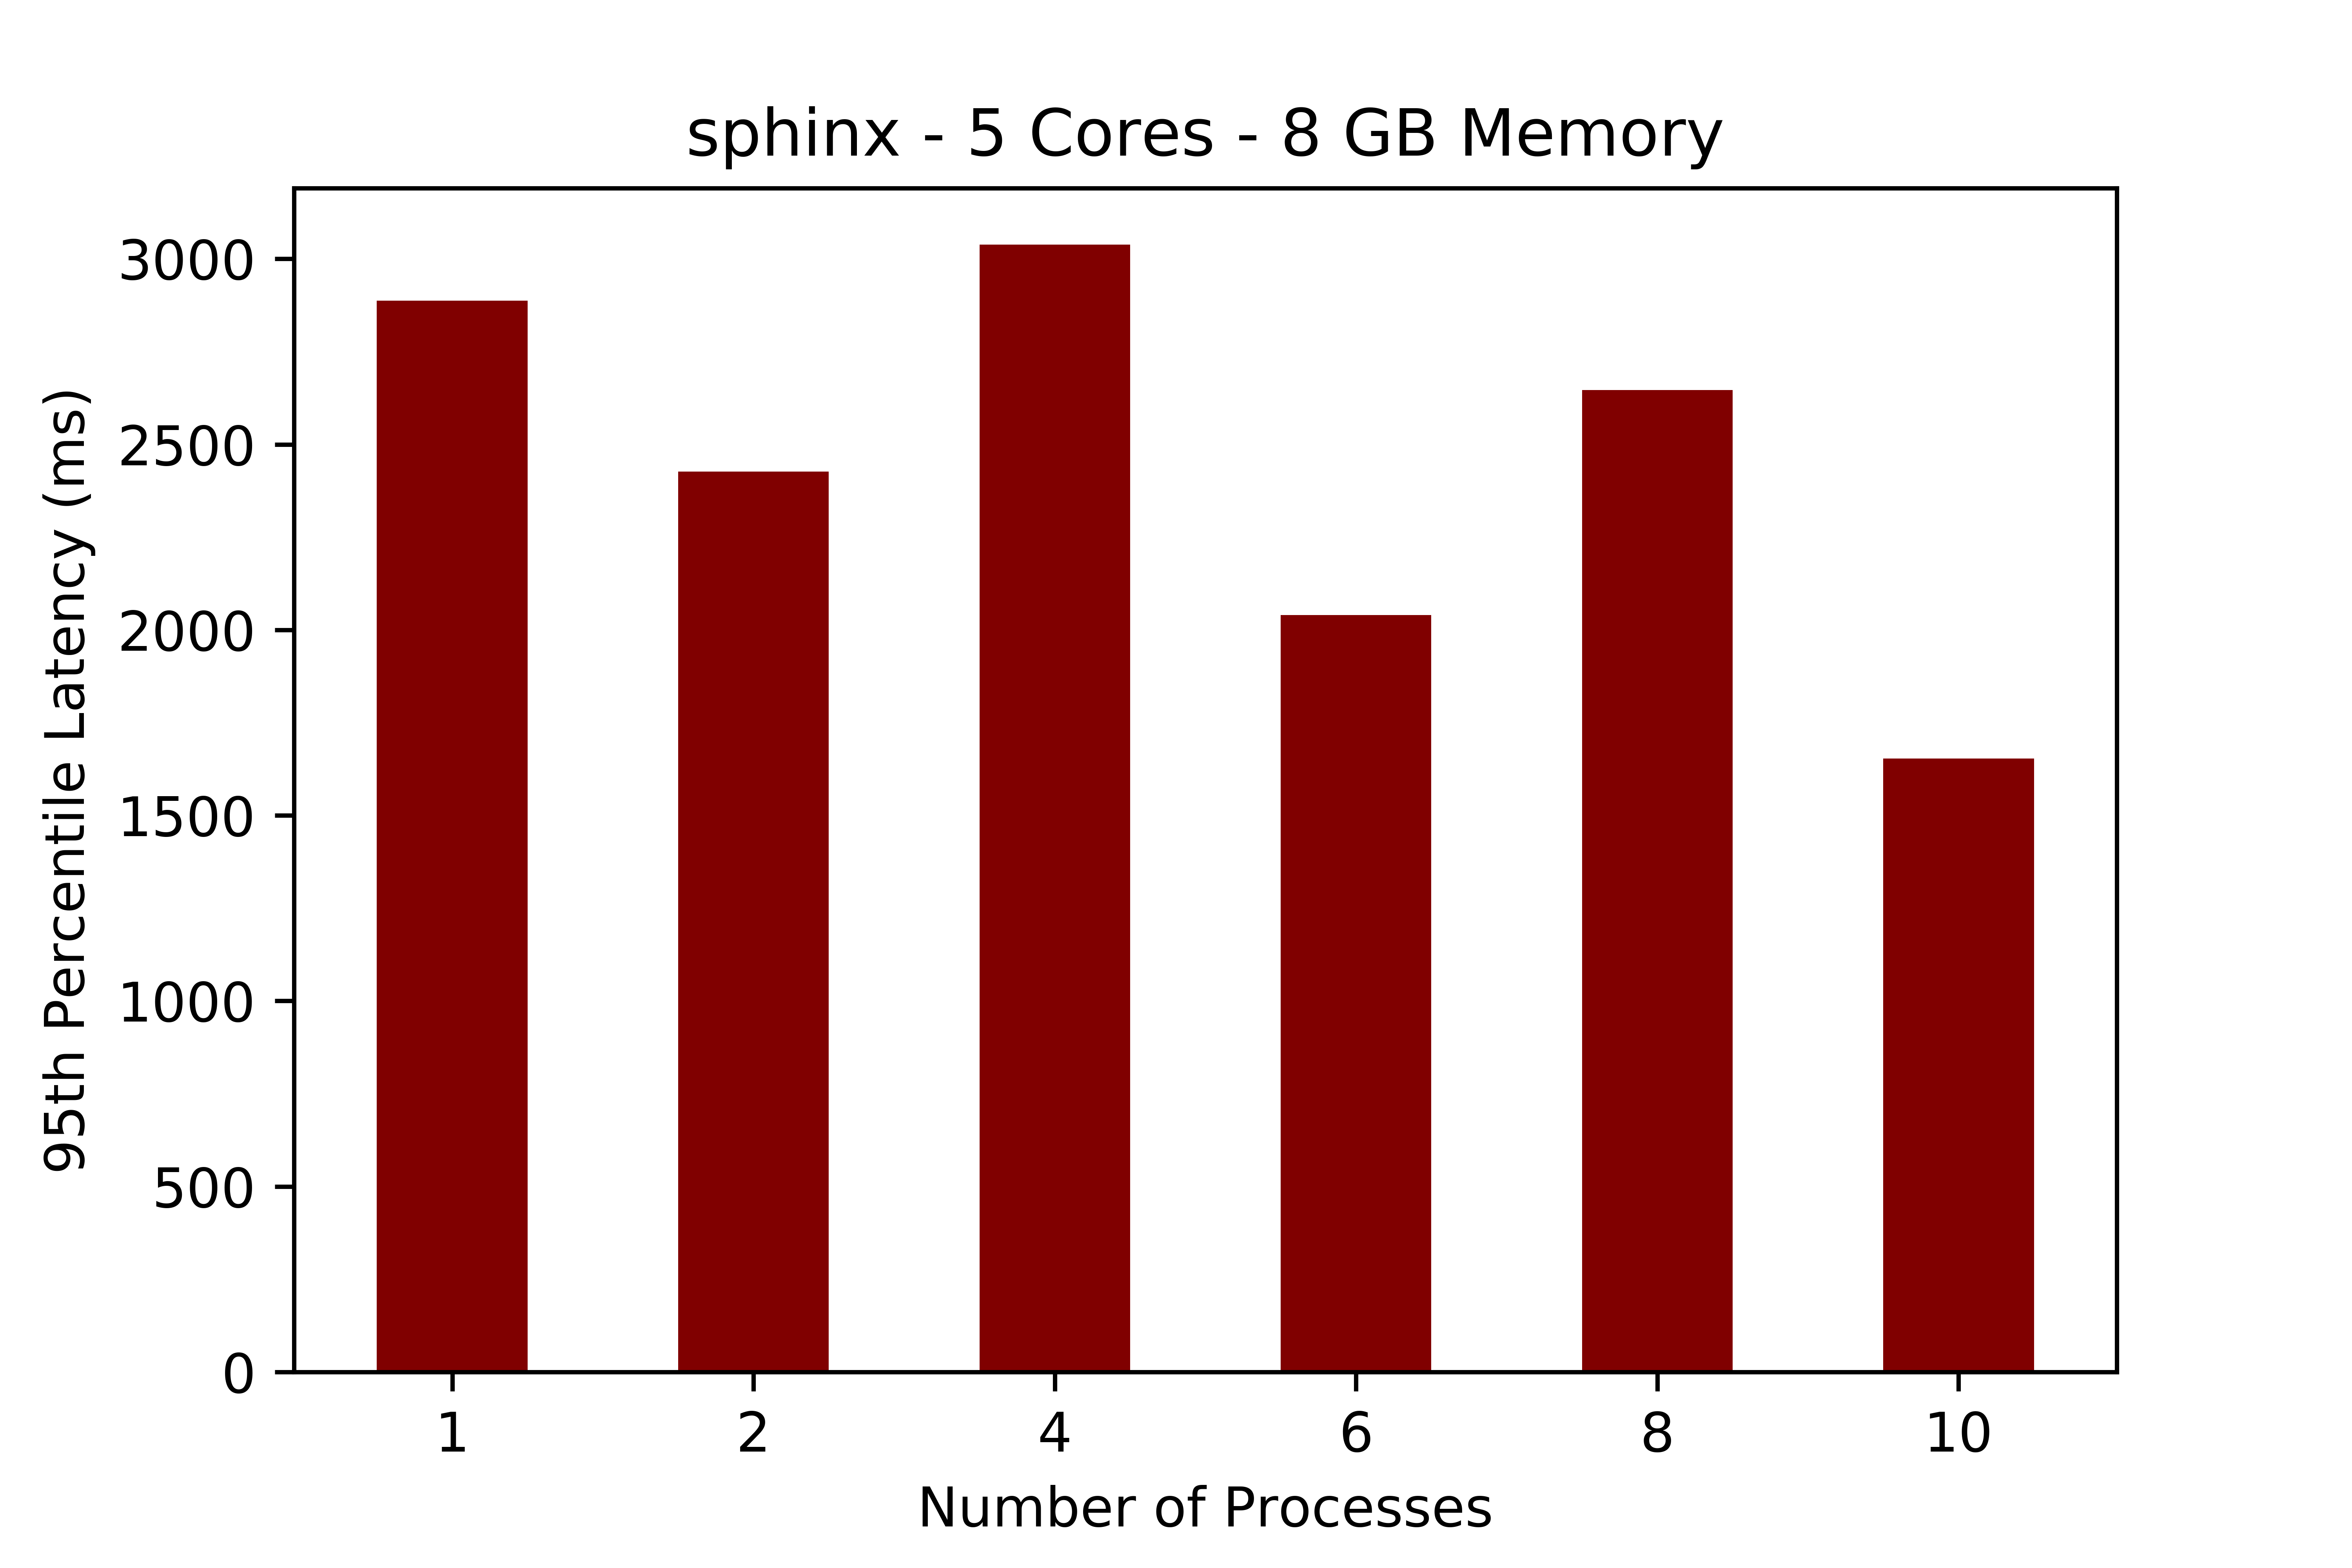 sphinx - 5 Cores - 8 GB Memory
95th Percentile Latency (ms)
3000
2500
2000
1500
1000
500
0
1 2 4 6 8 10
Number of Processes